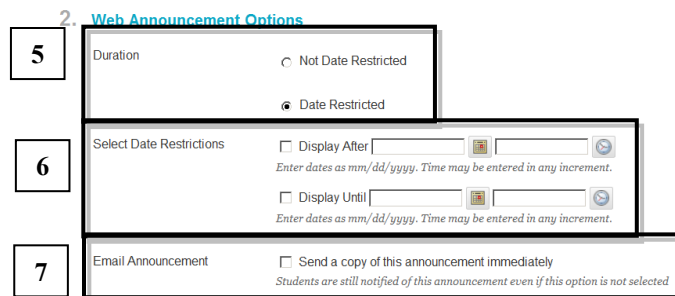 2. Web Announcement Options
5
Duration
Not Date Restricted
Date Restricted
6
Select Date Restrictions
Display After
Enter dates as mm/dd/yyyy. Time may be entered in any increment.
Display Until
Enter dates as mm/dd/yyyy. Time may be entered in any increment.
7
Email Announcement
Send a copy of this announcement immediately
Students are still notified of this announcement even if this option is not selected